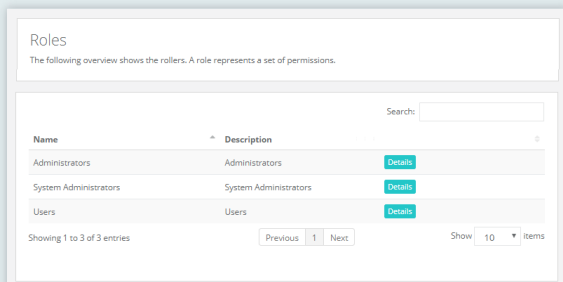 Roles
The following overview shows the rollers. A role represents a set of permissions.
Search:
Name Description
Administrators Administrators Details
System Administrators System Administrators Details
Users Users Details
Showing 1 to 3 of 3 entries Previous 1 Next Show 10 items